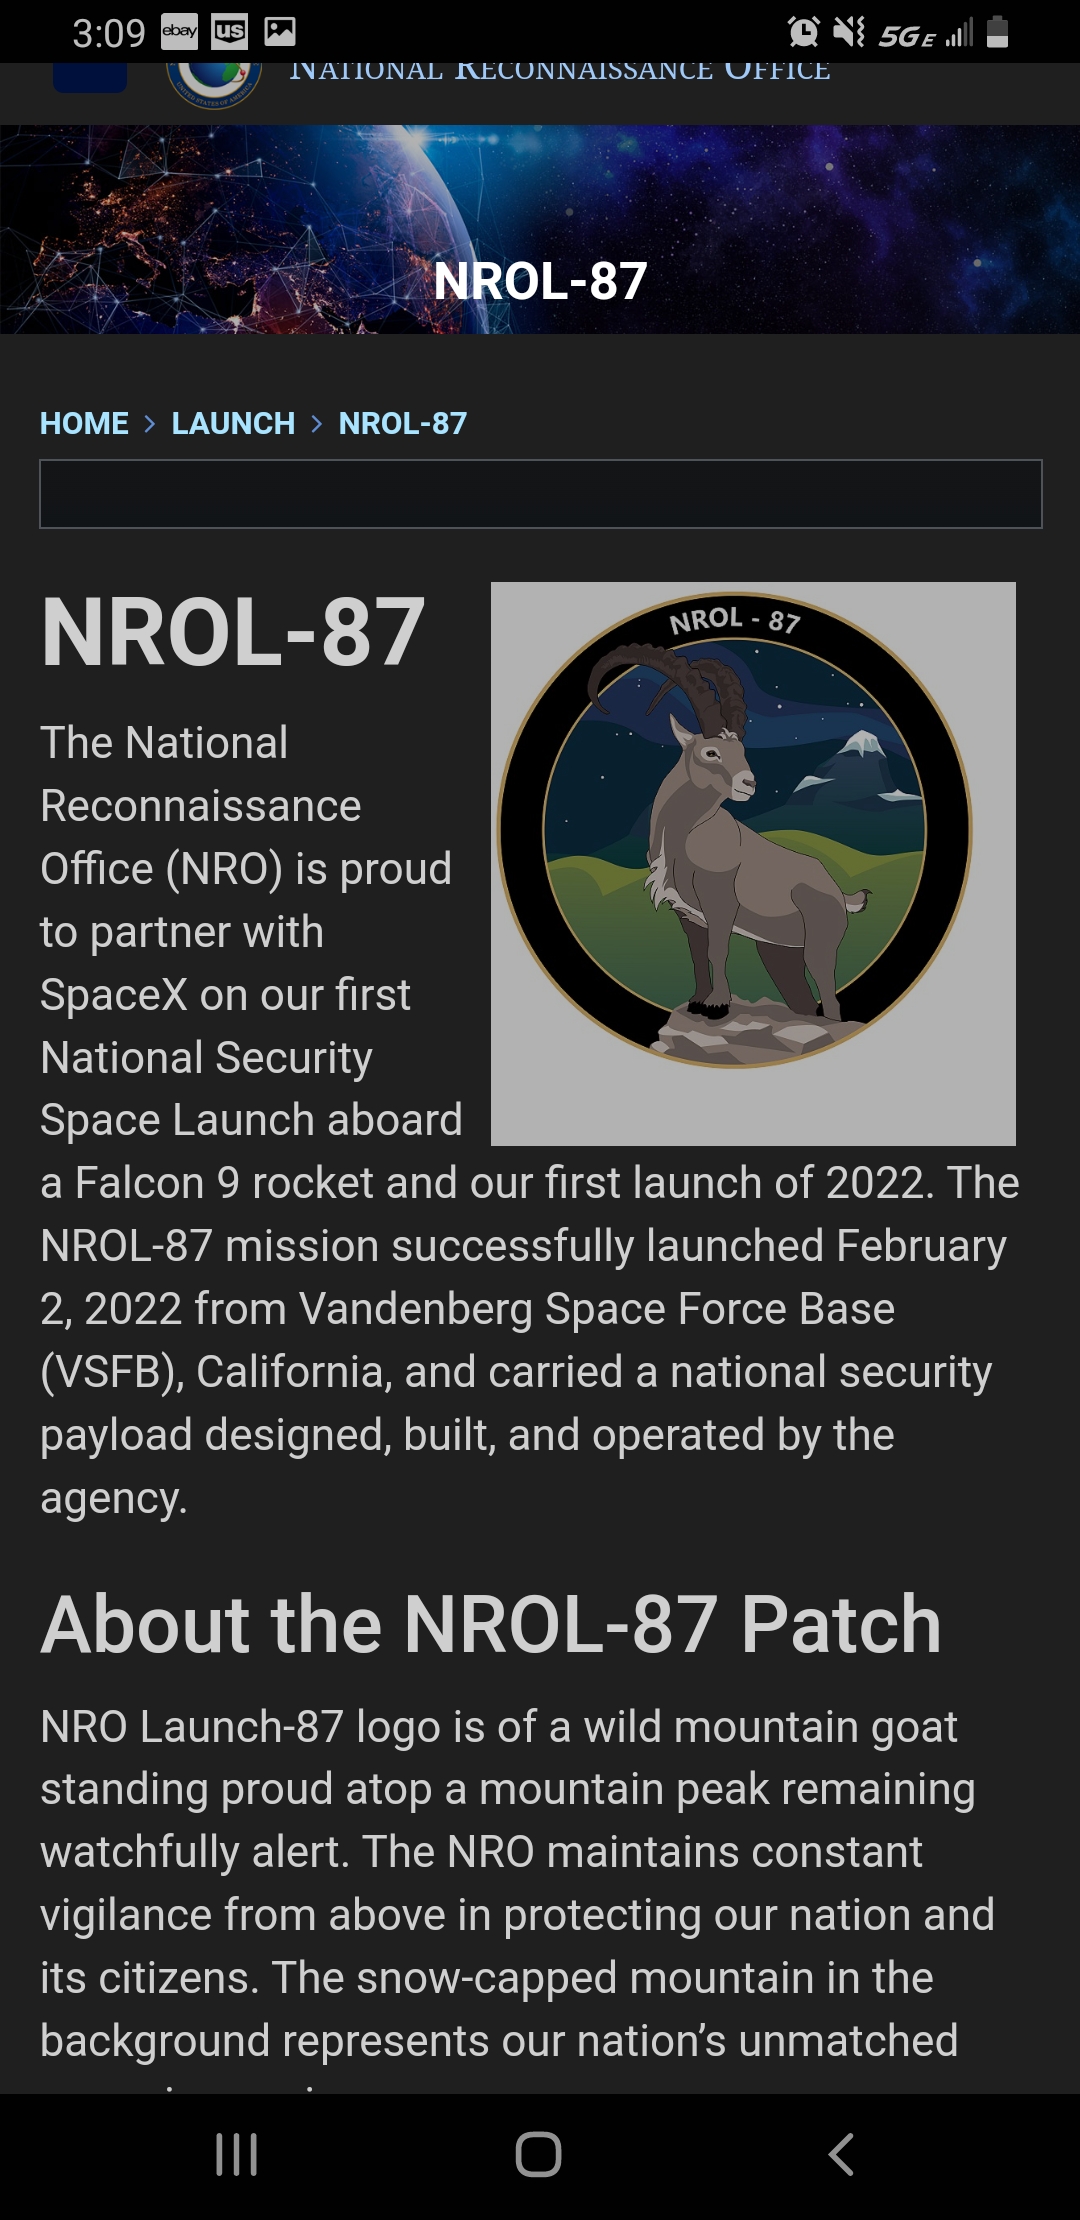 3:09 ebay us 5GE
National Reconnaissance Office
UNITED STATES OF AMERICA
NROL-87
HOME > LAUNCH > NROL-87
NROL - 87
NROL-87
The National
Reconnaissance
Office (NRO) is proud
to partner with
SpaceX on our first
National Security
Space Launch aboard
a Falcon 9 rocket and our first launch of 2022. The
NROL-87 mission successfully launched February
2, 2022 from Vandenberg Space Force Base
(VSFB), California, and carried a national security
payload designed, built, and operated by the
agency.
About the NROL-87 Patch
NRO Launch-87 logo is of a wild mountain goat
standing proud atop a mountain peak remaining
watchfully alert. The NRO maintains constant
vigilance from above in protecting our nation and
its citizens. The snow-capped mountain in the
background represents our nation’s unmatched